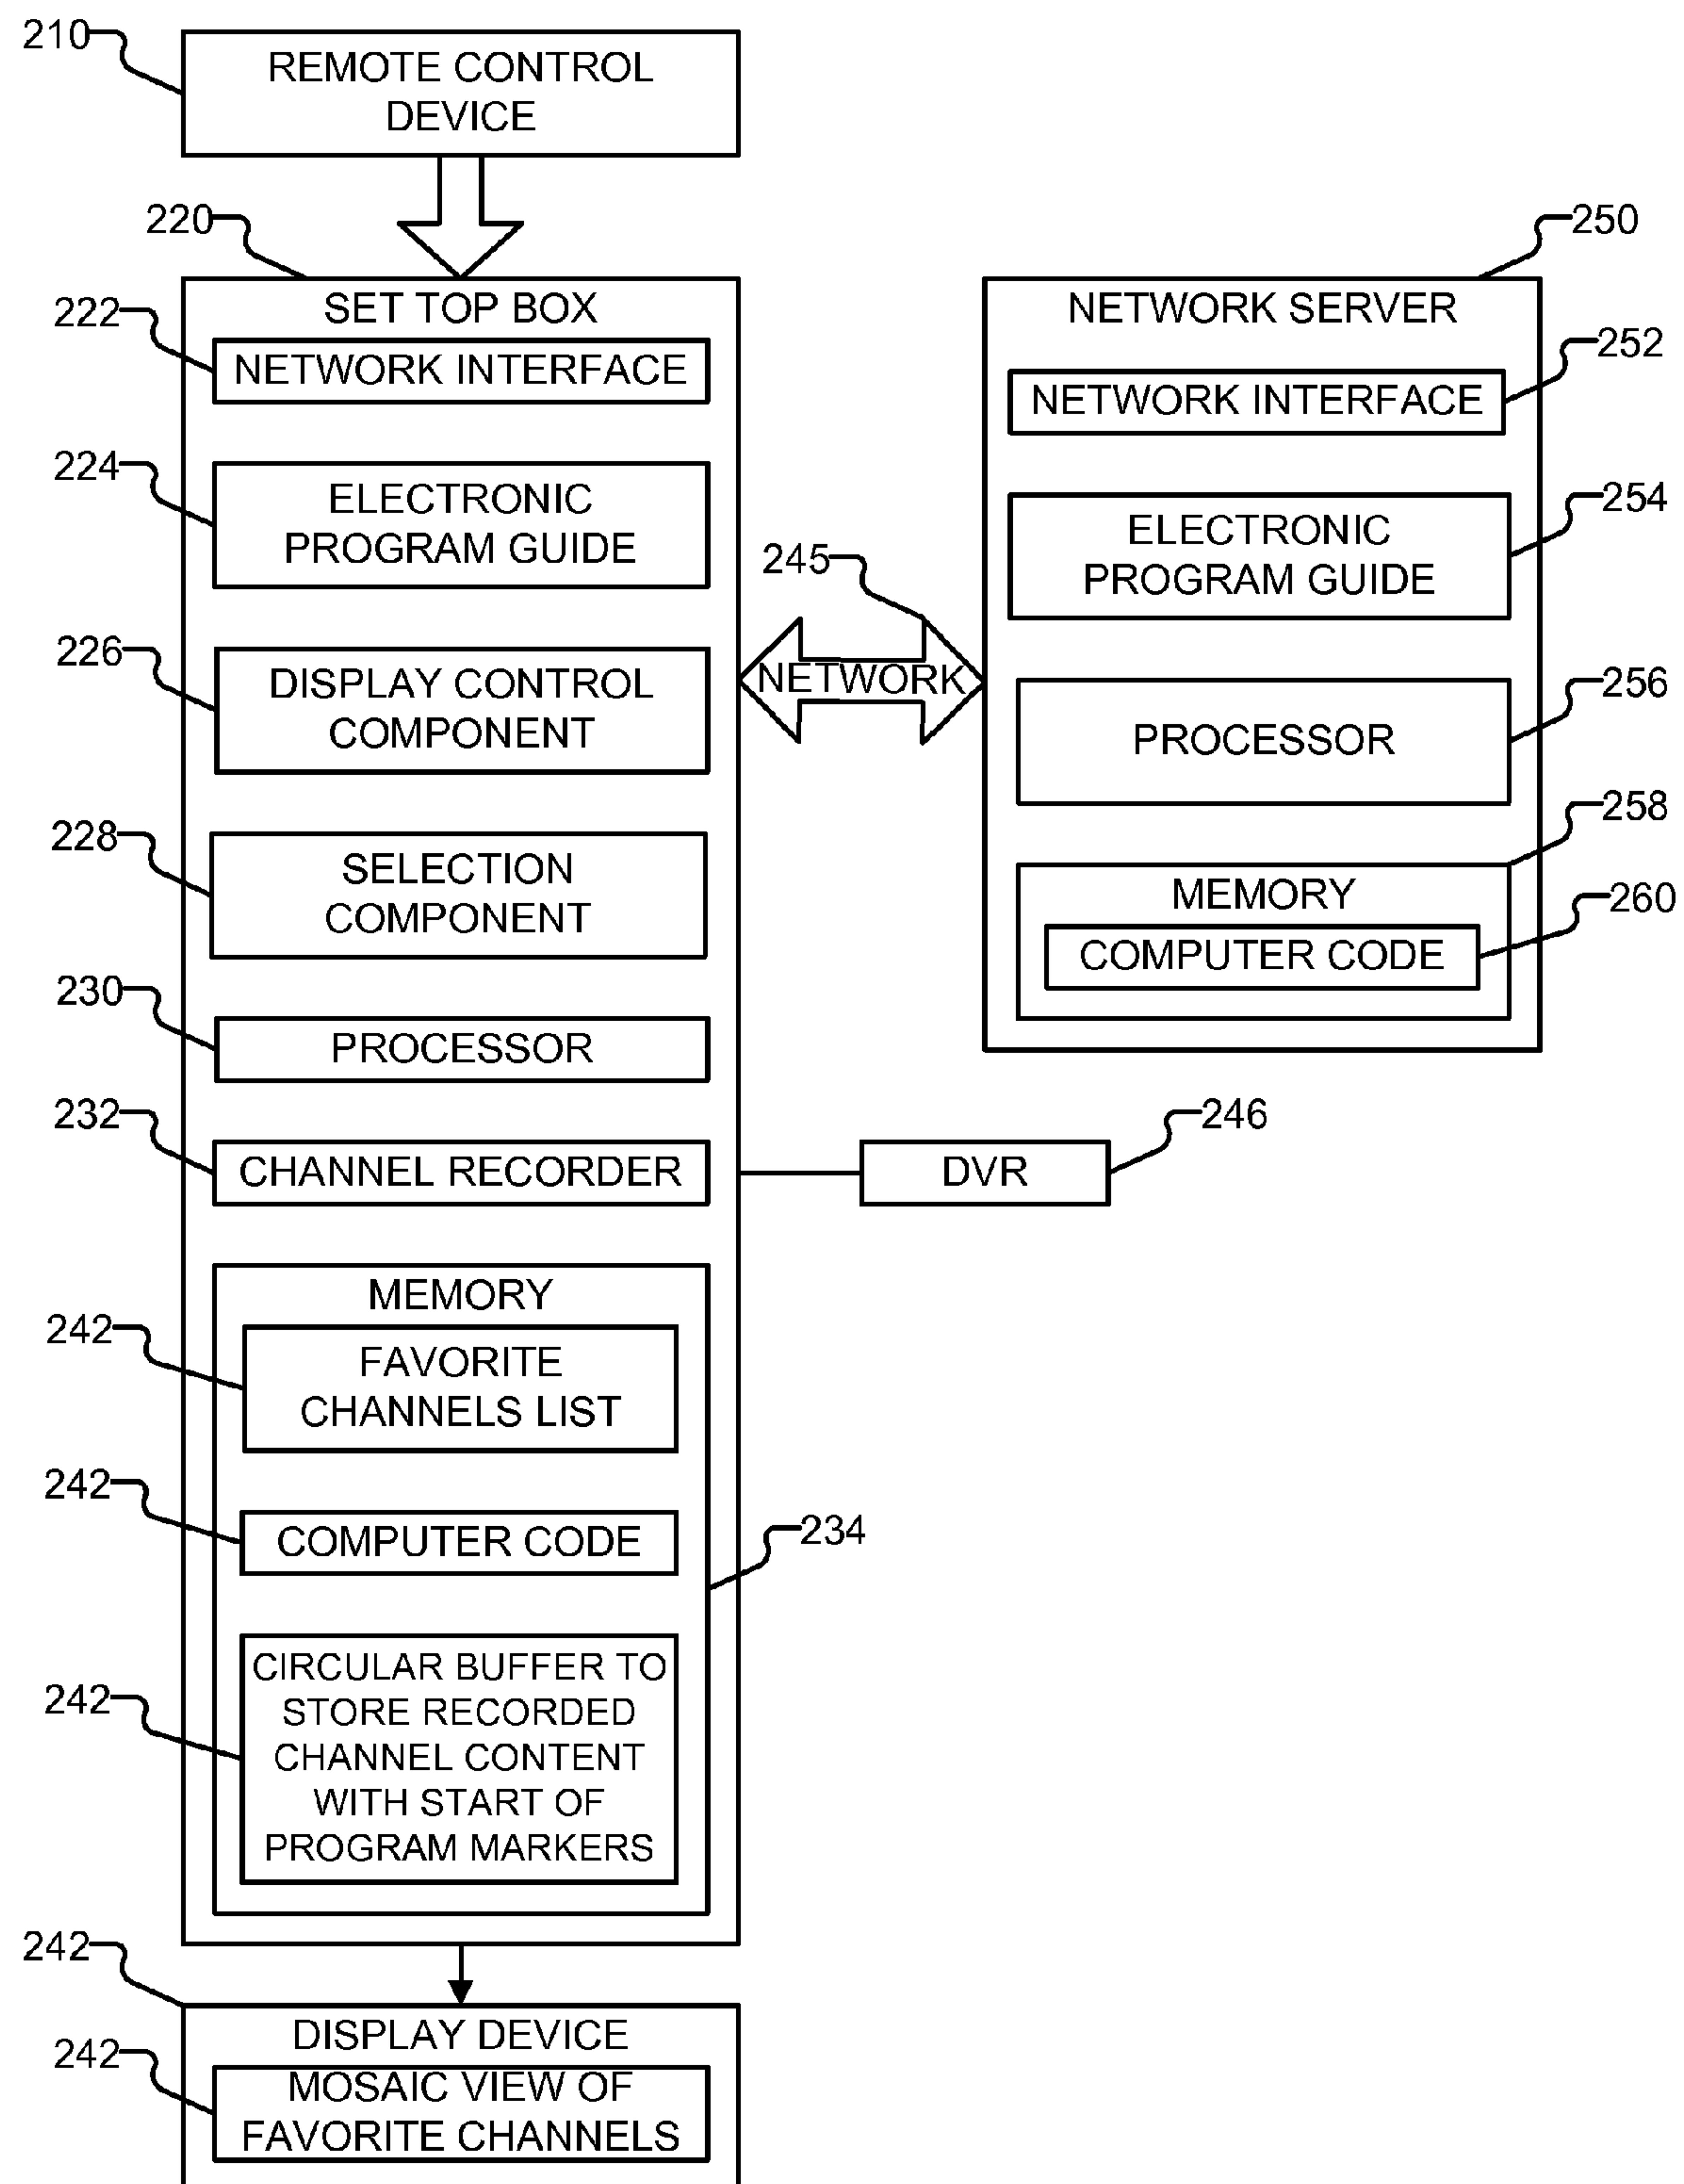 210
REMOTE CONTROL
DEVICE
220
SET TOP BOX
222
NETWORK INTERFACE
224
ELECTRONIC
PROGRAM GUIDE
226
DISPLAY CONTROL
COMPONENT
228
SELECTION
COMPONENT
230
PROCESSOR
232
CHANNEL RECORDER
MEMORY
242
FAVORITE
CHANNELS LIST
242
COMPUTER CODE
234
242
CIRCULAR BUFFER TO
STORE RECORDED
CHANNEL CONTENT
WITH START OF
PROGRAM MARKERS
242
DISPLAY DEVICE
242
MOSAIC VIEW OF
FAVORITE CHANNELS
245
NETWORK
250
NETWORK SERVER
252
NETWORK INTERFACE
254
ELECTRONIC
PROGRAM GUIDE
256
PROCESSOR
258
MEMORY
260
COMPUTER CODE
246
DVR